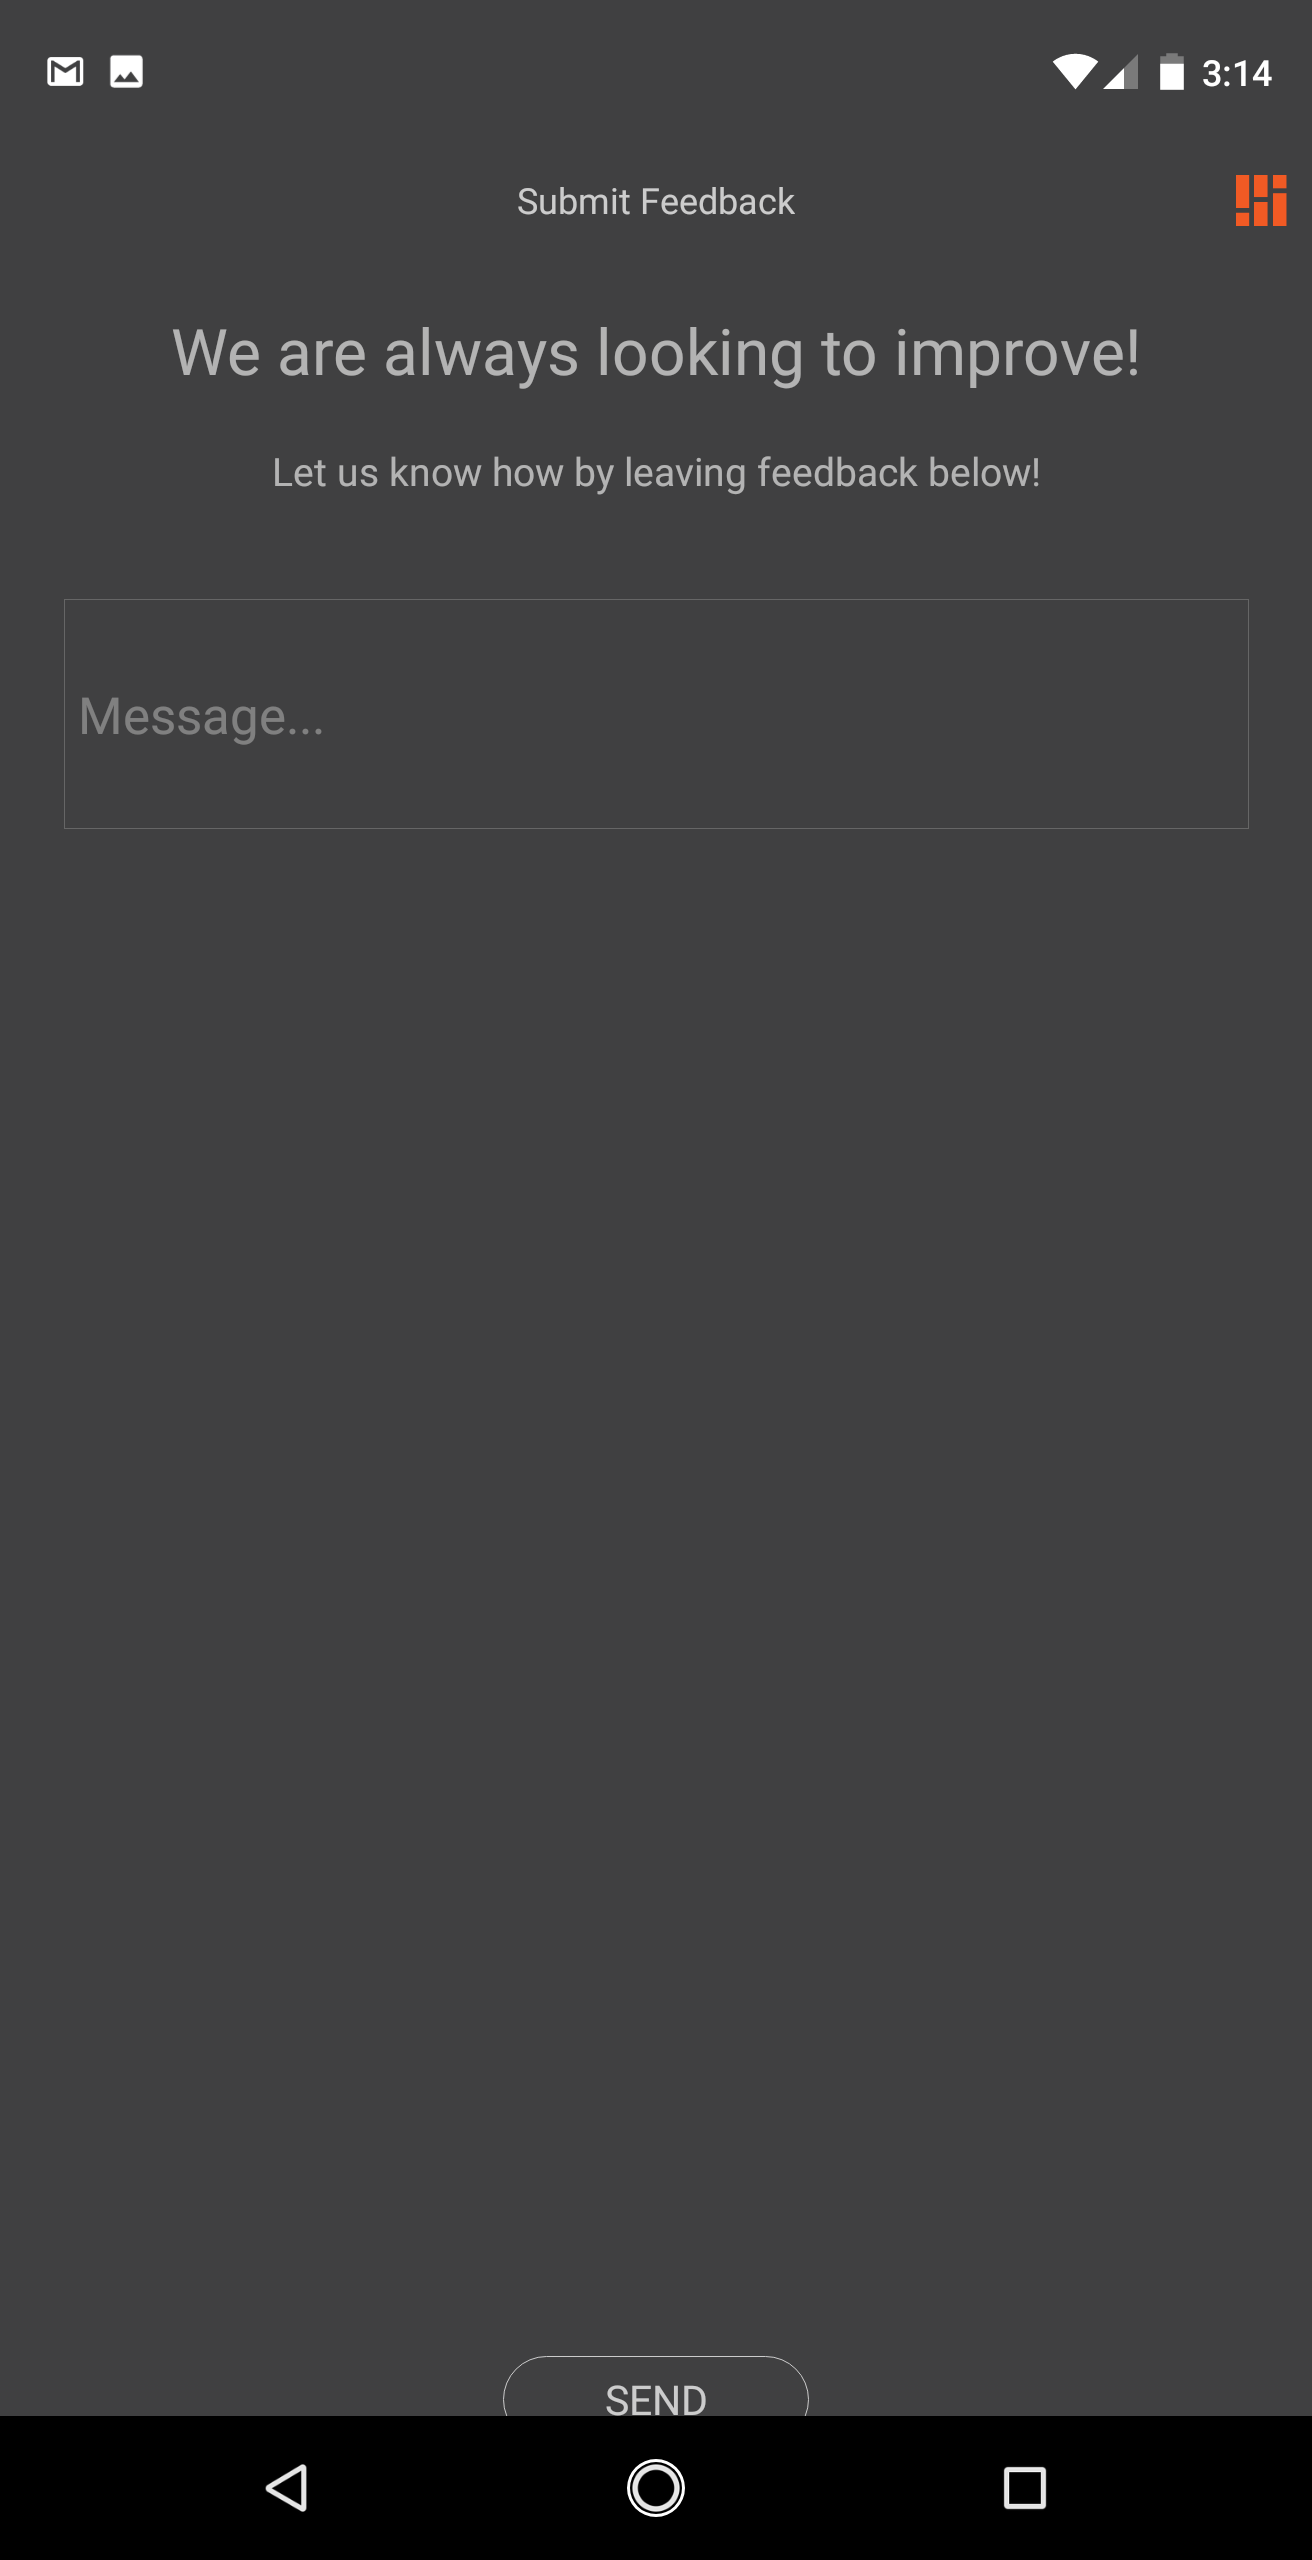 3:14
Submit Feedback
We are always looking to improve!
Let us know how by leaving feedback below!
Message...
SEND